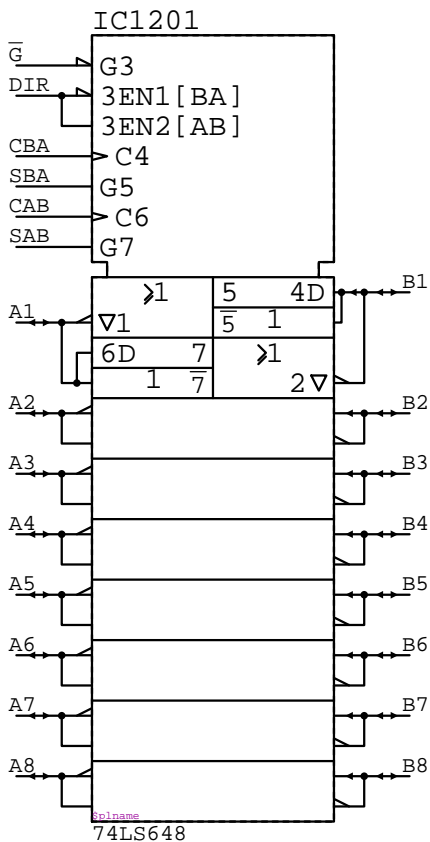 IC1201
G̅ G3
DIR 3EN1[BA]
3EN2[AB]
CBA C4
SBA G5
CAB C6
SAB G7
≥1 5 4D B1
A1 ▽1 5̅ 1
6D 7 ≥1
1 7̅ 2▽
A2 B2
A3 B3
A4 B4
A5 B5
A6 B6
A7 B7
A8 B8
$plname
74LS648